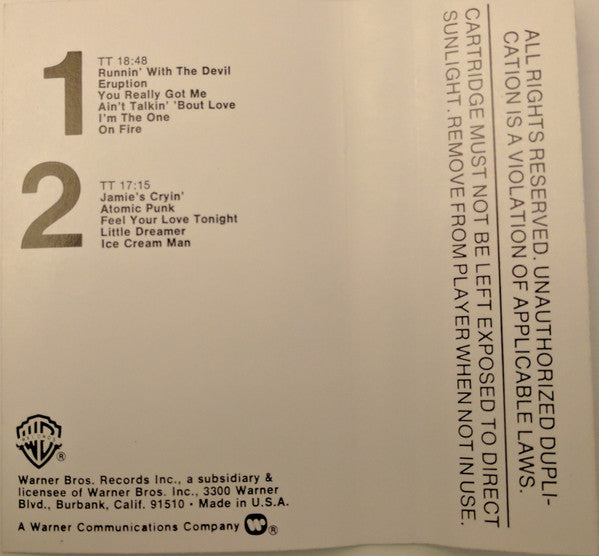 1
TT 18:48
Runnin' With The Devil
Eruption
You Really Got Me
Ain't Talkin' 'Bout Love
I'm The One
On Fire
2
TT 17:15
Jamie's Cryin'
Atomic Punk
Feel Your Love Tonight
Little Dreamer
Ice Cream Man
RECORDS
®
Warner Bros. Records Inc., a subsidiary &
licensee of Warner Bros. Inc., 3300 Warner
Blvd., Burbank, Calif. 91510 • Made in U.S.A.
A Warner Communications Company ®
ALL RIGHTS RESERVED. UNAUTHORIZED DUPLI-
CATION IS A VIOLATION OF APPLICABLE LAWS.
CARTRIDGE MUST NOT BE LEFT EXPOSED TO DIRECT
SUNLIGHT. REMOVE FROM PLAYER WHEN NOT IN USE.